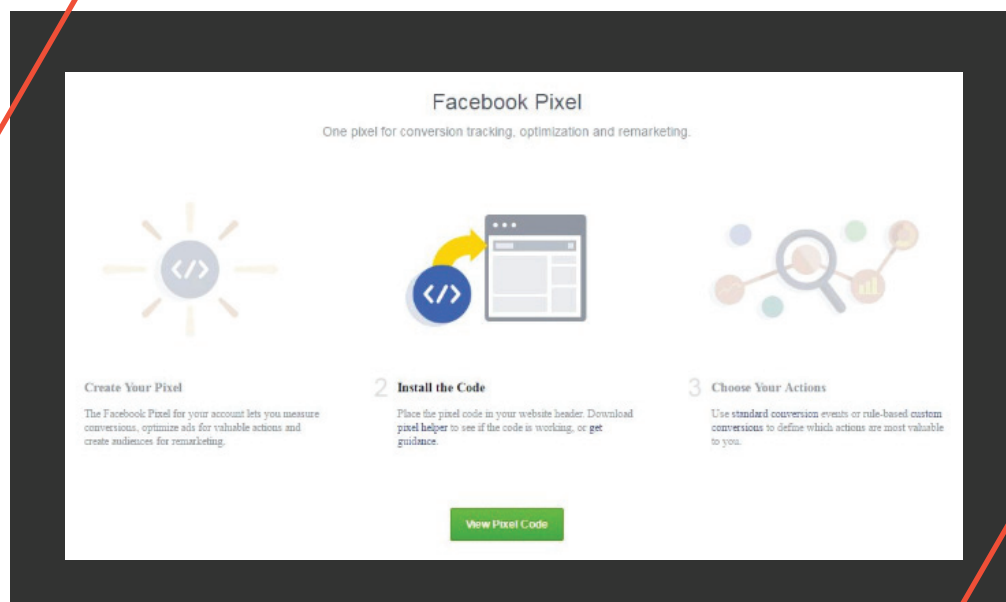 Facebook Pixel
One pixel for conversion tracking, optimization and remarketing.
</>
</>
Create Your Pixel
The Facebook Pixel for your account lets you measure
conversions, optimize ads for valuable actions and
create audiences for remarketing.
2 Install the Code
Place the pixel code in your website header. Download
pixel helper to see if the code is working, or get
guidance.
3 Choose Your Actions
Use standard conversion events or rule-based custom
conversions to define which actions are most valuable
to you.
View Pixel Code